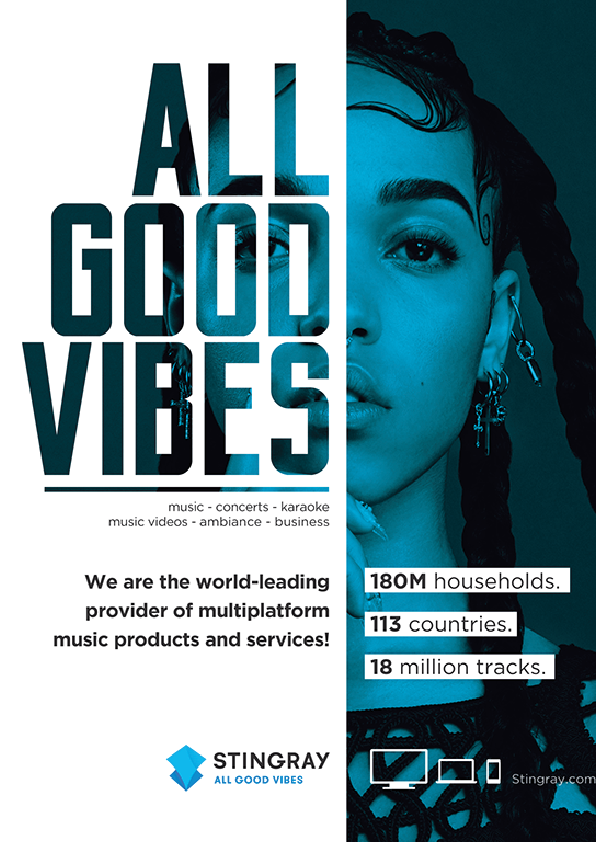 ALL
GOOD
VIBES
music - concerts - karaoke
music videos - ambiance - business
We are the world-leading
provider of multiplatform
music products and services!
180M households.
113 countries.
18 million tracks.
STINGRAY
ALL GOOD VIBES
Stingray.com